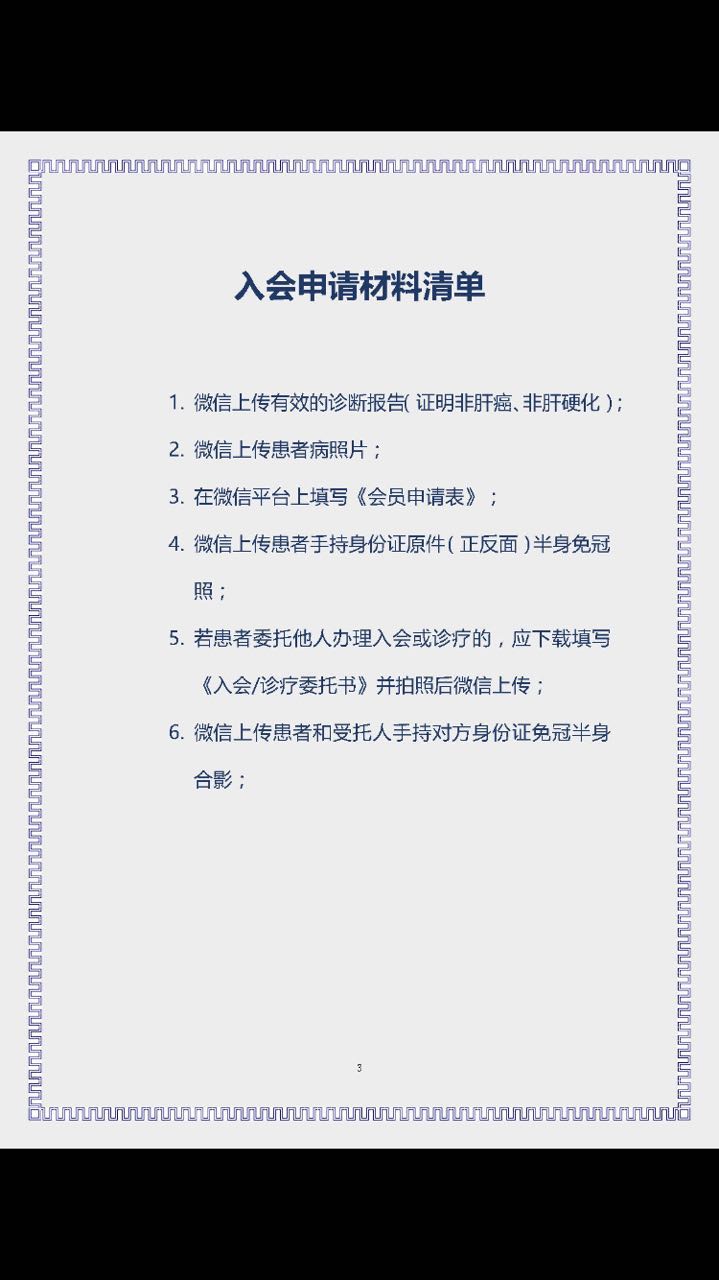 入会申请材料清单
1. 微信上传有效的诊断报告(证明非肝癌、非肝硬化);
2. 微信上传患者病照片;
3. 在微信平台上填写《会员申请表》;
4. 微信上传患者手持身份证原件(正反面)半身免冠
照;
5. 若患者委托他人办理入会或诊疗的,应下载填写
《入会/诊疗委托书》并拍照后微信上传;
6. 微信上传患者和受托人手持对方身份证免冠半身
合影;
3